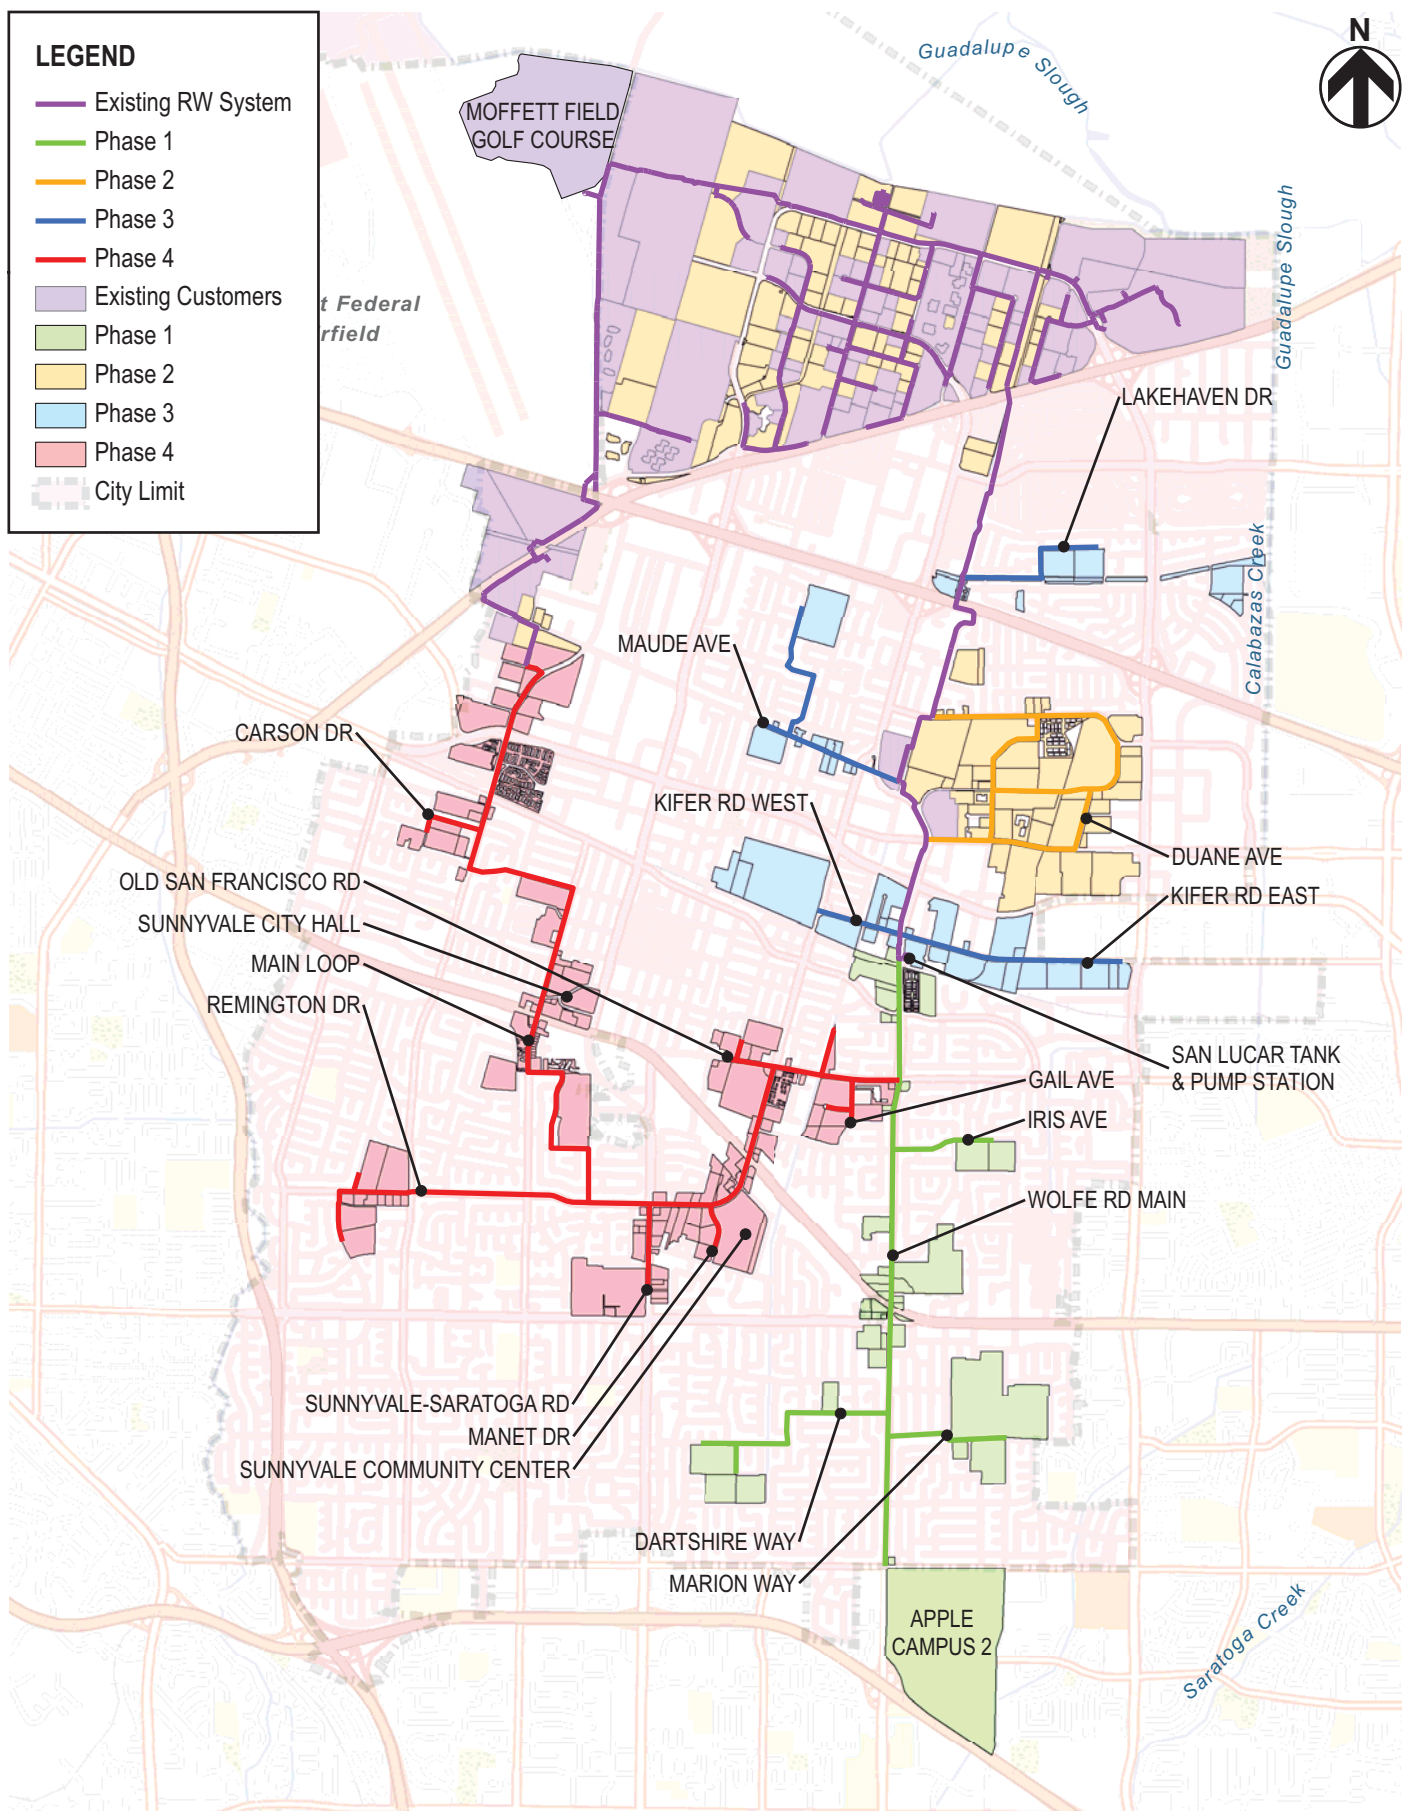 LEGEND
Existing RW System
Phase 1
Phase 2
Phase 3
Phase 4
Existing Customers
Phase 1
Phase 2
Phase 3
Phase 4
City Limit
N
Guadalupe Slough
MOFFETT FIELD
GOLF COURSE
Guadalupe Slough
t Federal
rfield
LAKEHAVEN DR
Calabazas Creek
MAUDE AVE
CARSON DR
KIFER RD WEST
DUANE AVE
OLD SAN FRANCISCO RD
KIFER RD EAST
SUNNYVALE CITY HALL
MAIN LOOP
REMINGTON DR
SAN LUCAR TANK
& PUMP STATION
GAIL AVE
IRIS AVE
WOLFE RD MAIN
SUNNYVALE-SARATOGA RD
MANET DR
SUNNYVALE COMMUNITY CENTER
DARTSHIRE WAY
MARION WAY
APPLE
CAMPUS 2
Saratoga Creek